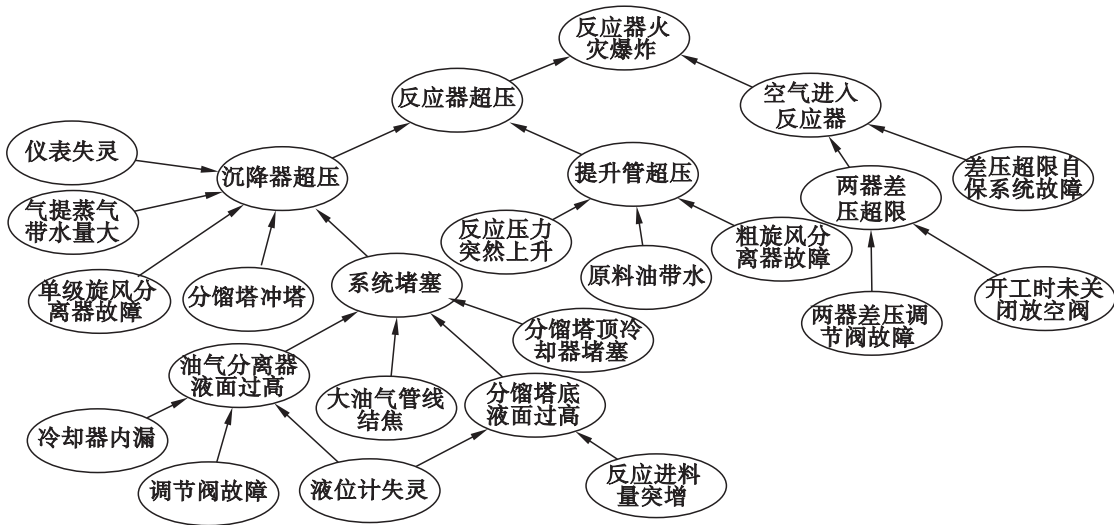 反应器火
灾爆炸
反应器超压
空气进入
反应器
仪表失灵
沉降器超压
提升管超压
两器差
压超限
差压超限自
保系统故障
气提蒸气
带水量大
反应压力
突然上升
粗旋风分
离器故障
单级旋风分
离器故障
分馏塔冲塔
系统堵塞
原料油带水
两器差压调
节阀故障
开工时未关
闭放空阀
分馏塔顶冷
却器堵塞
油气分离器
液面过高
大油气管线
结焦
分馏塔底
液面过高
冷却器内漏
调节阀故障
液位计失灵
反应进料
量突增